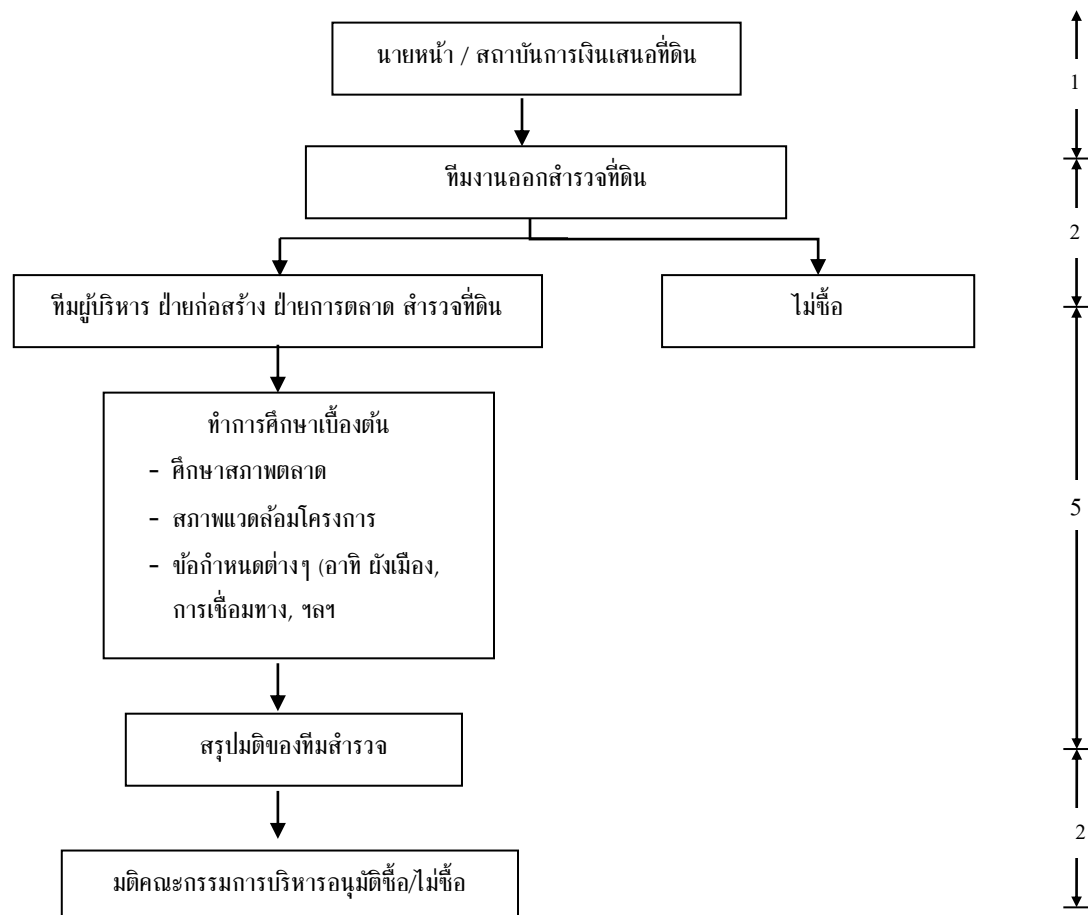 นายหน้า / สถาบันการเงินเสนอที่ดิน
1
ทีมงานออกสำรวจที่ดิน
2
ทีมผู้บริหาร ฝ่ายก่อสร้าง ฝ่ายการตลาด สำรวจที่ดิน
ไม่ซื้อ
ทำการศึกษาเบื้องต้น
- ศึกษาสภาพตลาด
- สภาพแวดล้อมโครงการ
- ข้อกำหนดต่างๆ (อาทิ ผังเมือง,
การเชื่อมทาง, ฯลฯ
5
สรุปมติของทีมสำรวจ
2
มติคณะกรรมการบริหารอนุมัติซื้อ/ไม่ซื้อ